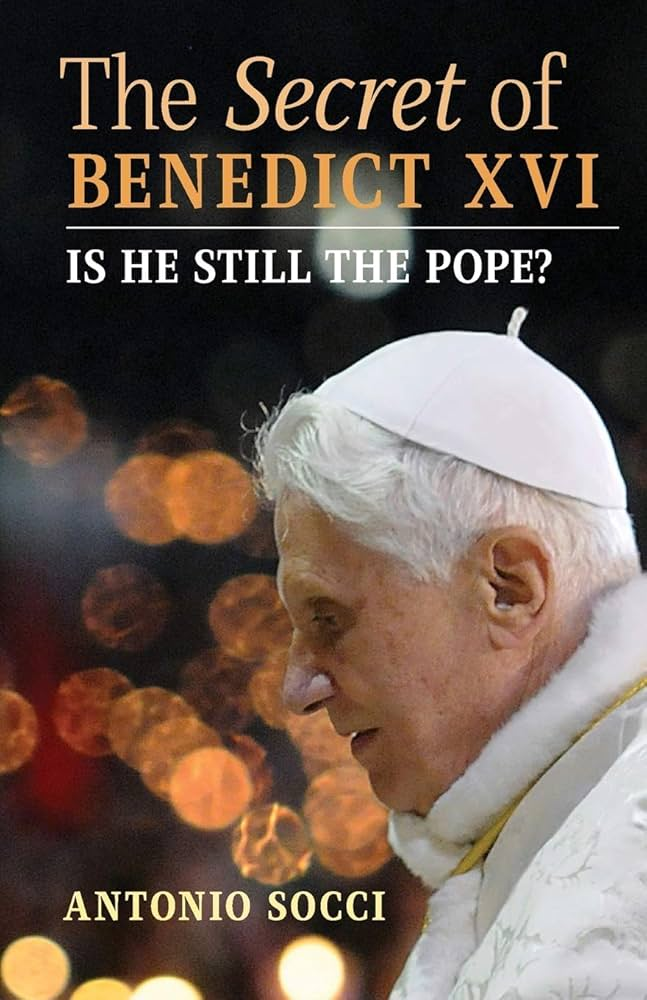 The Secret of
BENEDICT XVI
IS HE STILL THE POPE?
ANTONIO SOCCI